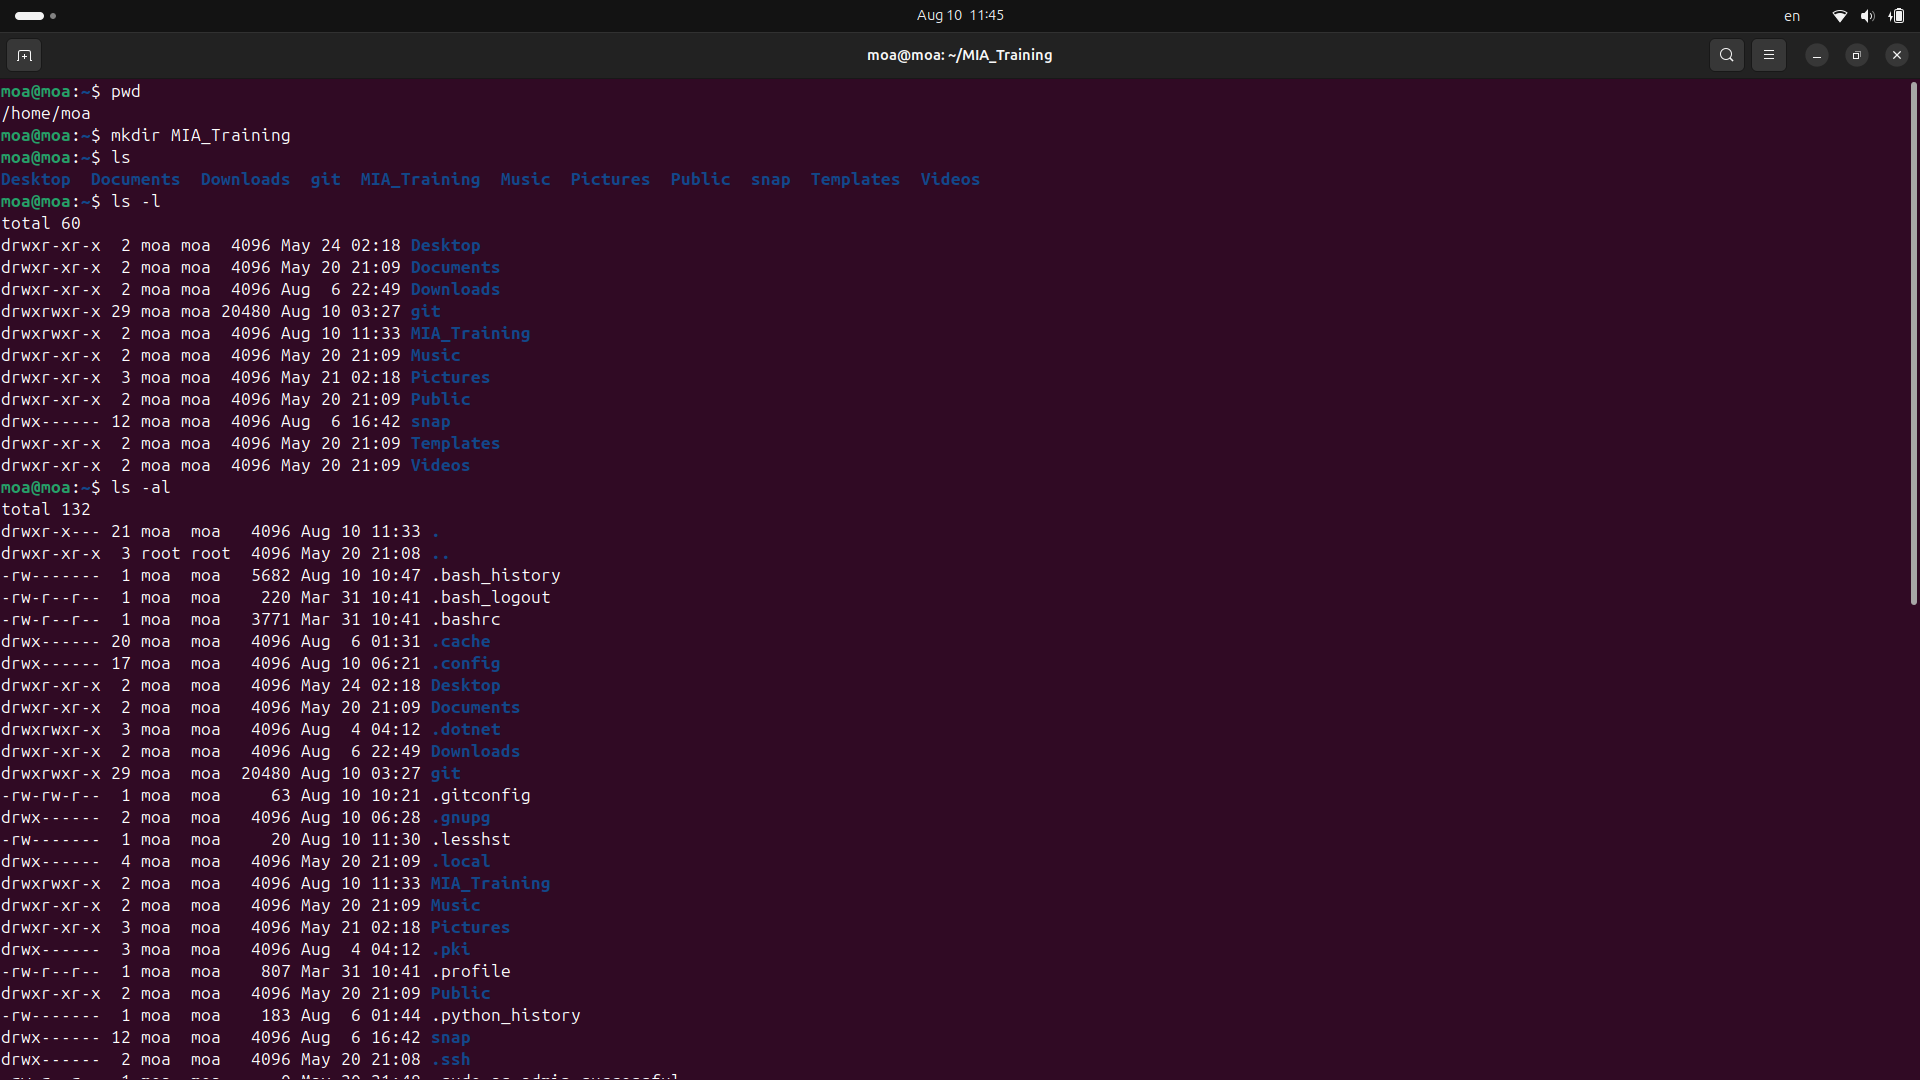 Aug 10 11:45
en
moa@moa: ~/MIA_Training
moa@moa:~$ pwd
/home/moa
moa@moa:~$ mkdir MIA_Training
moa@moa:~$ ls
Desktop  Documents  Downloads  git  MIA_Training  Music  Pictures  Public  snap  Templates  Videos
moa@moa:~$ ls -l
total 60
drwxr-xr-x  2 moa moa  4096 May 24 02:18 Desktop
drwxr-xr-x  2 moa moa  4096 May 20 21:09 Documents
drwxr-xr-x  2 moa moa  4096 Aug  6 22:49 Downloads
drwxrwxr-x 29 moa moa 20480 Aug 10 03:27 git
drwxrwxr-x  2 moa moa  4096 Aug 10 11:33 MIA_Training
drwxr-xr-x  2 moa moa  4096 May 20 21:09 Music
drwxr-xr-x  3 moa moa  4096 May 21 02:18 Pictures
drwxr-xr-x  2 moa moa  4096 May 20 21:09 Public
drwx------ 12 moa moa  4096 Aug  6 16:42 snap
drwxr-xr-x  2 moa moa  4096 May 20 21:09 Templates
drwxr-xr-x  2 moa moa  4096 May 20 21:09 Videos
moa@moa:~$ ls -al
total 132
drwxr-x--- 21 moa  moa   4096 Aug 10 11:33 .
drwxr-xr-x  3 root root  4096 May 20 21:08 ..
-rw-------  1 moa  moa   5682 Aug 10 10:47 .bash_history
-rw-r--r--  1 moa  moa    220 Mar 31 10:41 .bash_logout
-rw-r--r--  1 moa  moa   3771 Mar 31 10:41 .bashrc
drwx------ 20 moa  moa   4096 Aug  6 01:31 .cache
drwx------ 17 moa  moa   4096 Aug 10 06:21 .config
drwxr-xr-x  2 moa  moa   4096 May 24 02:18 Desktop
drwxr-xr-x  2 moa  moa   4096 May 20 21:09 Documents
drwxrwxr-x  3 moa  moa   4096 Aug  4 04:12 .dotnet
drwxr-xr-x  2 moa  moa   4096 Aug  6 22:49 Downloads
drwxrwxr-x 29 moa  moa  20480 Aug 10 03:27 git
-rw-rw-r--  1 moa  moa     63 Aug 10 10:21 .gitconfig
drwx------  2 moa  moa   4096 Aug 10 06:28 .gnupg
-rw-------  1 moa  moa     20 Aug 10 11:30 .lesshst
drwx------  4 moa  moa   4096 May 20 21:09 .local
drwxrwxr-x  2 moa  moa   4096 Aug 10 11:33 MIA_Training
drwxr-xr-x  2 moa  moa   4096 May 20 21:09 Music
drwxr-xr-x  3 moa  moa   4096 May 21 02:18 Pictures
drwx------  3 moa  moa   4096 Aug  4 04:12 .pki
-rw-r--r--  1 moa  moa    807 Mar 31 10:41 .profile
drwxr-xr-x  2 moa  moa   4096 May 20 21:09 Public
-rw-------  1 moa  moa    183 Aug  6 01:44 .python_history
drwx------ 12 moa  moa   4096 Aug  6 16:42 snap
drwx------  2 moa  moa   4096 May 20 21:08 .ssh